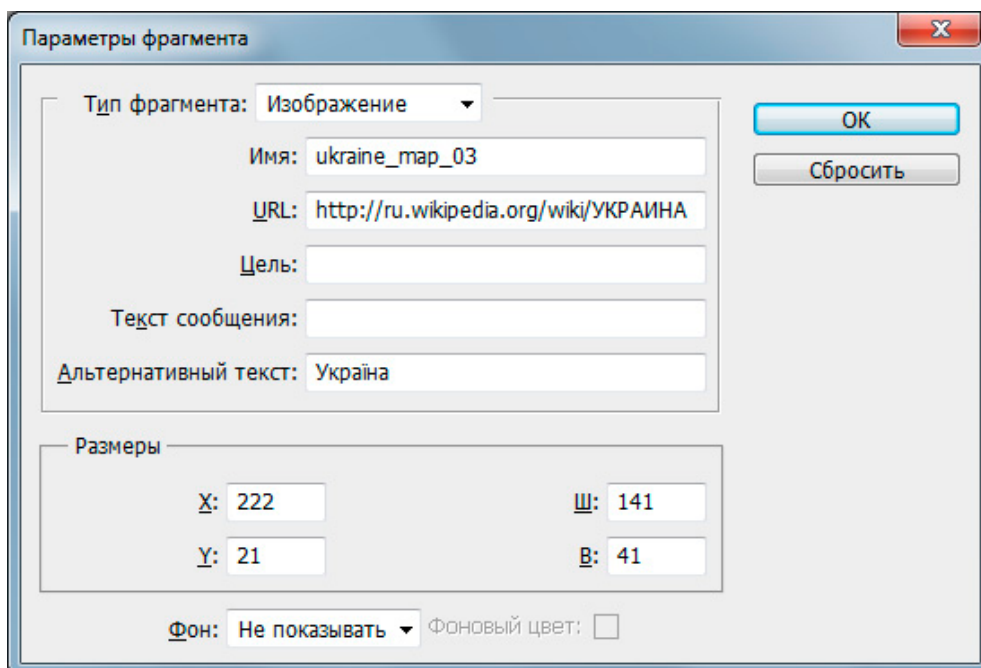 Параметры фрагмента
Тип фрагмента: Изображение
OK
Имя: ukraine_map_03
Сбросить
URL: http://ru.wikipedia.org/wiki/УКРАИНА
Цель:
Текст сообщения:
Альтернативный текст: Україна
Размеры
X: 222 Ш: 141
Y: 21 В: 41
Фон: Не показывать Фоновый цвет: